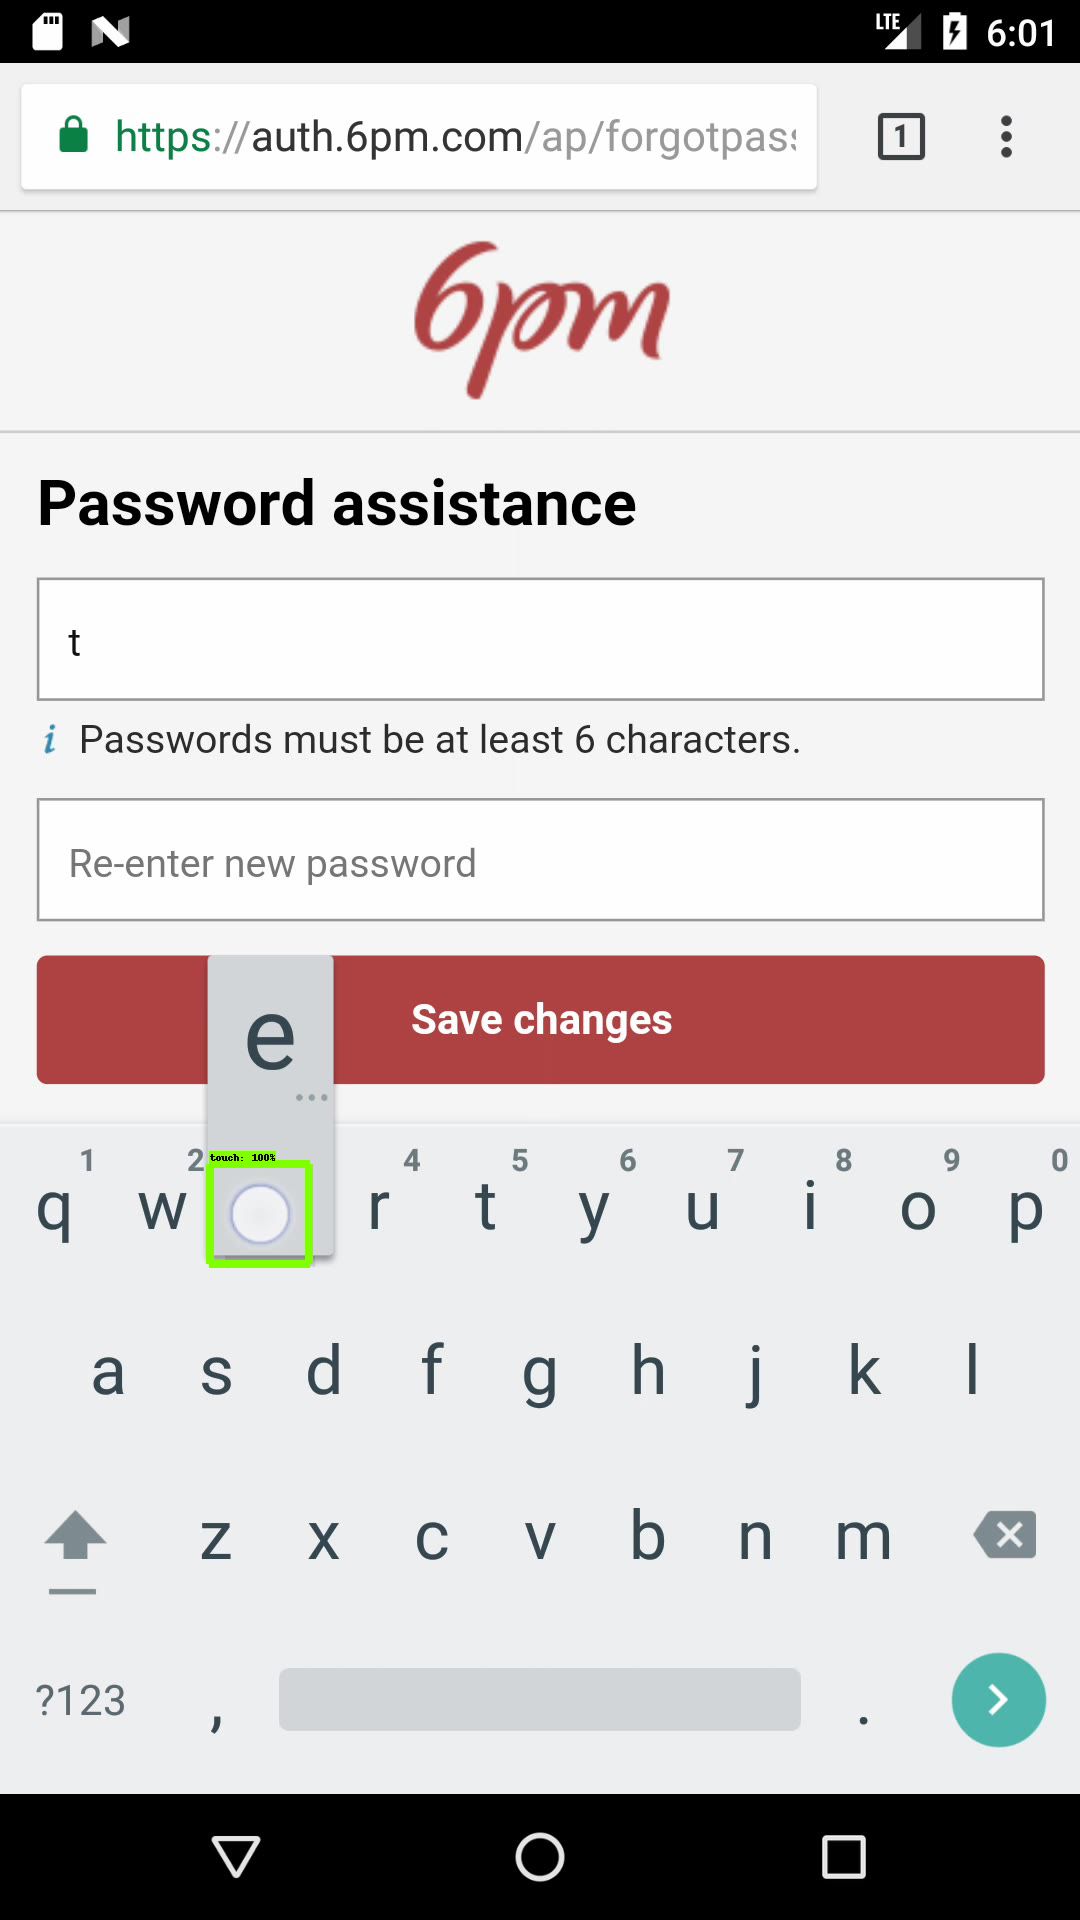 LTE 6:01
https://auth.6pm.com/ap/forgotpass 1
6pm
Password assistance
t
i Passwords must be at least 6 characters.
Re-enter new password
Save changes
e
...
touch: 100%
1 2 4 5 6 7 8 9 0
q w r t y u i o p
a s d f g h j k l
z x c v b n m
?123 , .